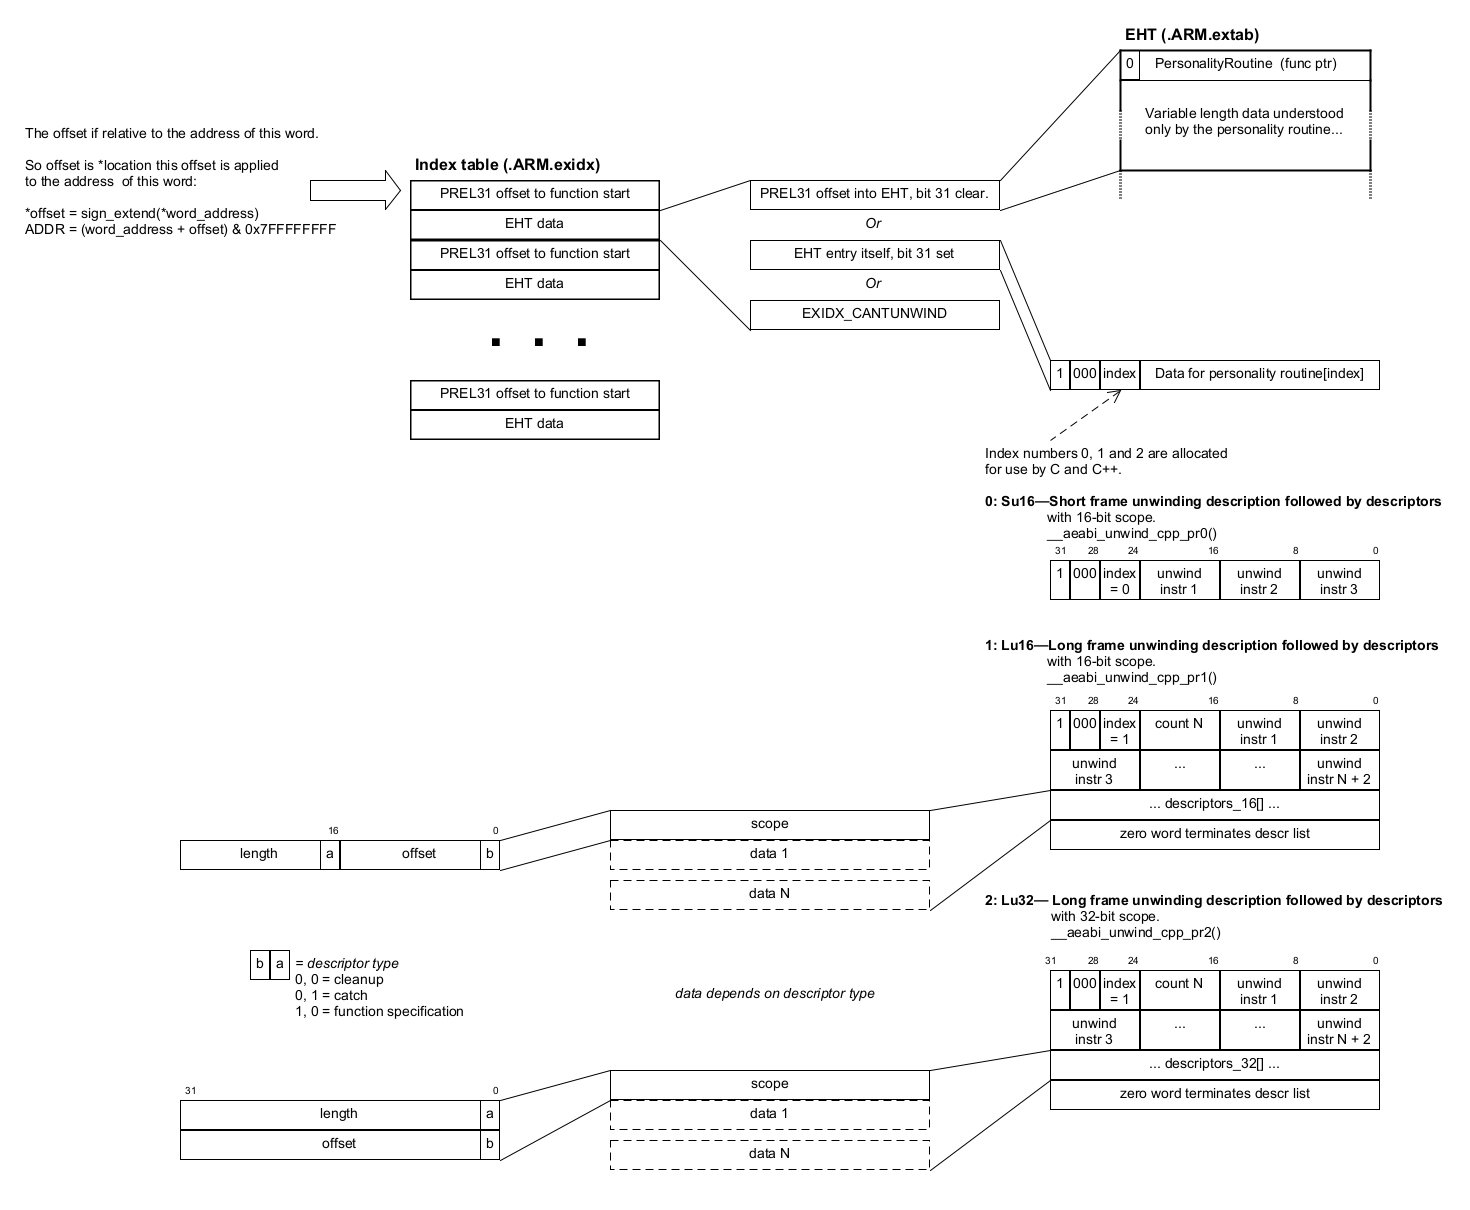 EHT (.ARM.extab)
0 PersonalityRoutine (func ptr)
Variable length data understood
only by the personality routine...
The offset if relative to the address of this word.
So offset is *location this offset is applied
to the address of this word:
*offset = sign_extend(*word_address)
ADDR = (word_address + offset) & 0x7FFFFFFFF
Index table (.ARM.exidx)
PREL31 offset to function start
EHT data
PREL31 offset to function start
EHT data
PREL31 offset to function start
EHT data
PREL31 offset into EHT, bit 31 clear.
Or
EHT entry itself, bit 31 set
Or
EXIDX_CANTUNWIND
1 000 index Data for personality routine[index]
Index numbers 0, 1 and 2 are allocated
for use by C and C++.
0: Su16—Short frame unwinding description followed by descriptors
with 16-bit scope.
__aeabi_unwind_cpp_pr0()
31 28 24 16 8 0
1 000 index unwind unwind unwind
= 0 instr 1 instr 2 instr 3
1: Lu16—Long frame unwinding description followed by descriptors
with 16-bit scope.
__aeabi_unwind_cpp_pr1()
31 28 24 16 8 0
1 000 index count N unwind unwind
= 1 instr 1 instr 2
unwind ... ... unwind
instr 3 instr N + 2
... descriptors_16[] ...
zero word terminates descr list
scope
data 1
data N
16 0
length a offset b
2: Lu32— Long frame unwinding description followed by descriptors
with 32-bit scope.
__aeabi_unwind_cpp_pr2()
31 28 24 16 8 0
1 000 index count N unwind unwind
= 1 instr 1 instr 2
unwind ... ... unwind
instr 3 instr N + 2
... descriptors_32[] ...
zero word terminates descr list
b a = descriptor type
0, 0 = cleanup
0, 1 = catch
1, 0 = function specification
data depends on descriptor type
scope
data 1
data N
31 0
length a
offset b